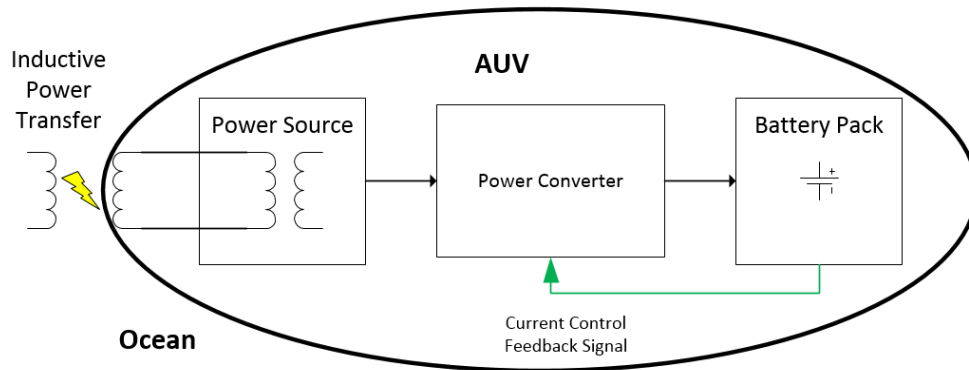 AUV
Inductive
Power
Transfer
Power Source
Power Converter
Battery Pack
+
-
Current Control
Feedback Signal
Ocean